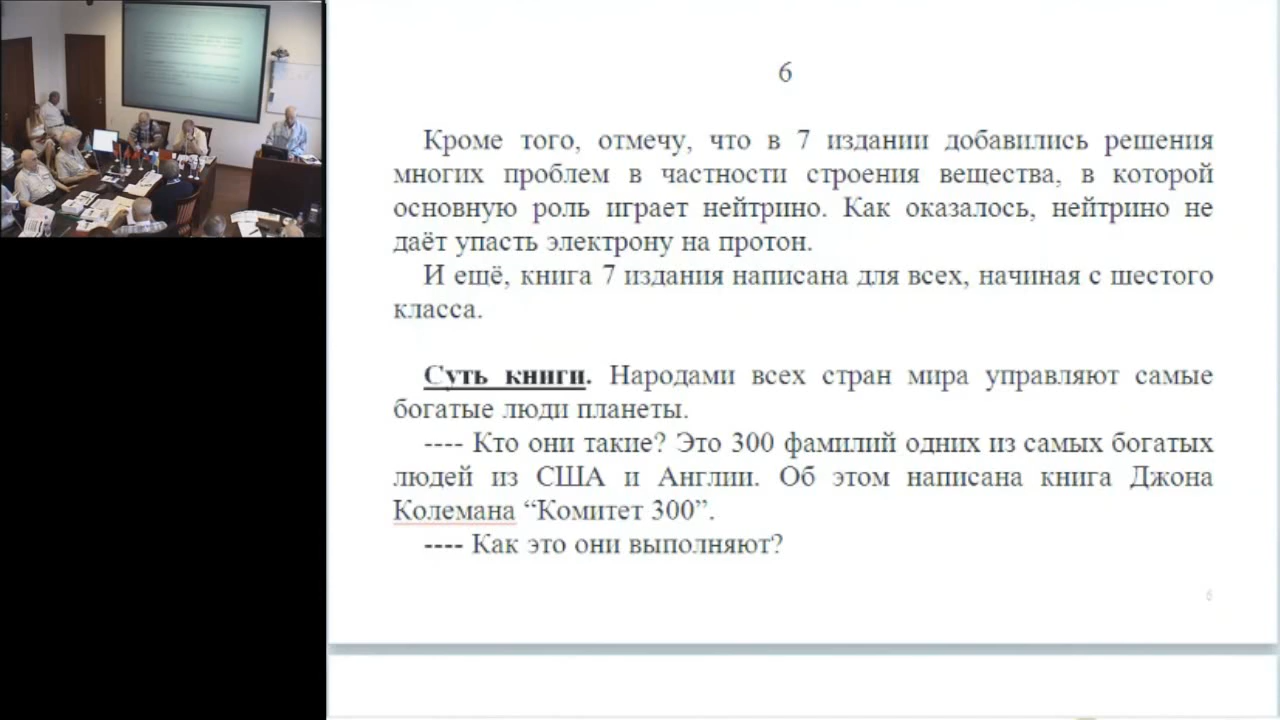 6
Кроме того, отмечу, что в 7 издании добавились решения
многих проблем в частности строения вещества, в которой
основную роль играет нейтрино. Как оказалось, нейтрино не
даёт упасть электрону на протон.
И ещё, книга 7 издания написана для всех, начиная с шестого
класса.
Суть книги. Народами всех стран мира управляют самые
богатые люди планеты.
---- Кто они такие? Это 300 фамилий одних из самых богатых
людей из США и Англии. Об этом написана книга Джона
Колемана “Комитет 300”.
---- Как это они выполняют?
6